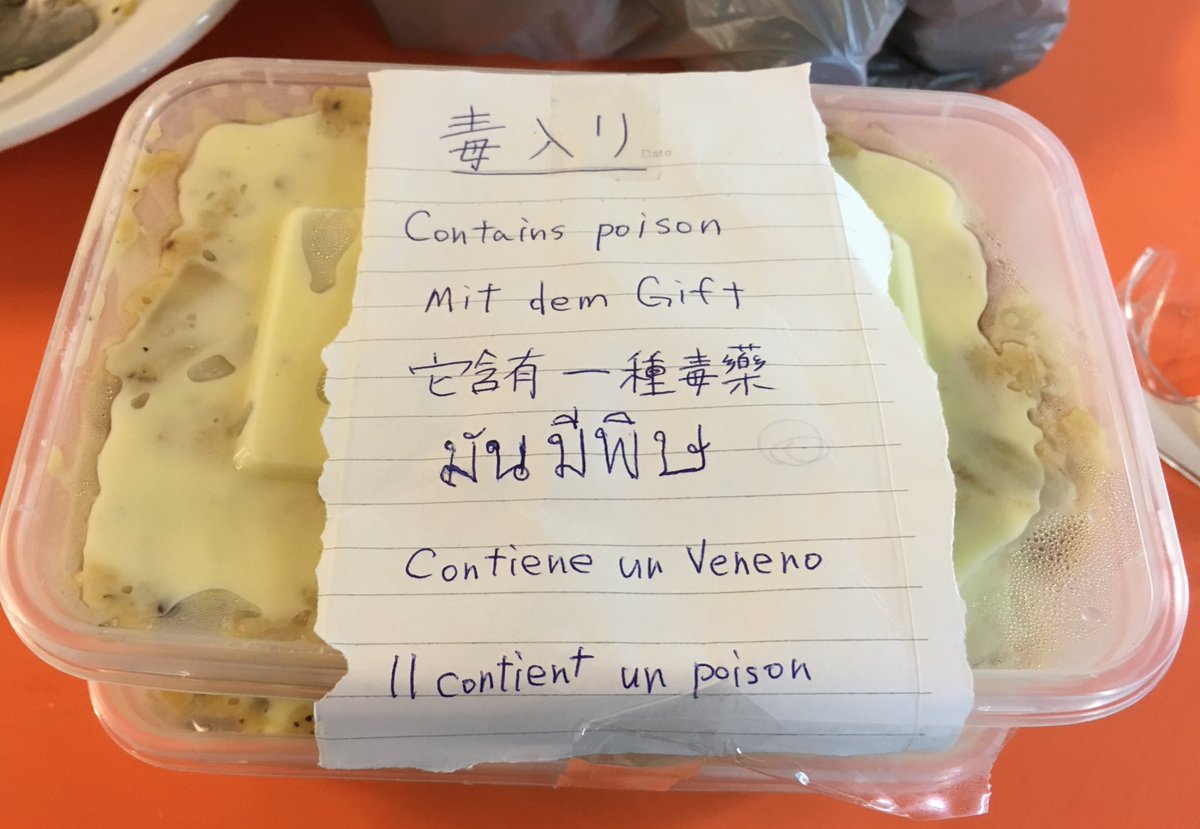 毒入り
Date
Contains poison
Mit dem Gift
它含有一種毒藥
มันมีพิษ
Contiene un Veneno
Il contient un poison